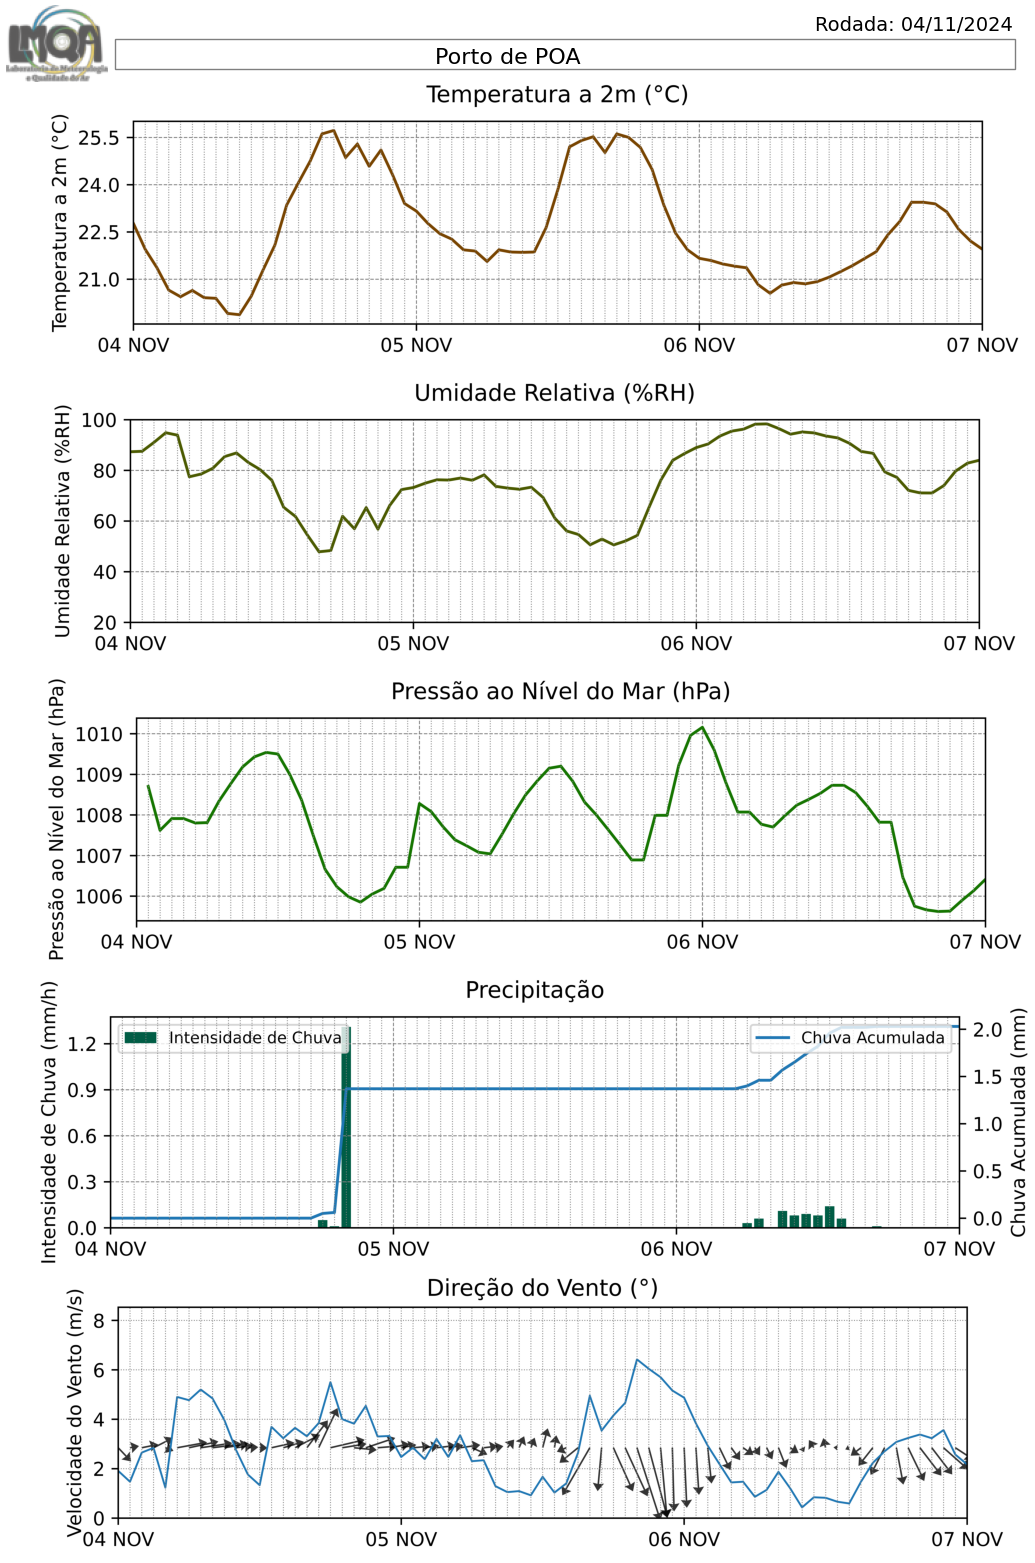 LMQA
Laboratório de Meteorologia
e Qualidade do Ar
Rodada: 04/11/2024
Porto de POA
Temperatura a 2m (°C)
Temperatura a 2m (°C)
25.5
24.0
22.5
21.0
04 NOV 05 NOV 06 NOV 07 NOV
Umidade Relativa (%RH)
Umidade Relativa (%RH)
100
80
60
40
20
04 NOV 05 NOV 06 NOV 07 NOV
Pressão ao Nível do Mar (hPa)
Pressão ao Nível do Mar (hPa)
1010
1009
1008
1007
1006
04 NOV 05 NOV 06 NOV 07 NOV
Precipitação
Intensidade de Chuva (mm/h)
1.2
0.9
0.6
0.3
0.0
Intensidade de Chuva
Chuva Acumulada
2.0
1.5
1.0
0.5
0.0
Chuva Acumulada (mm)
04 NOV 05 NOV 06 NOV 07 NOV
Direção do Vento (°)
Velocidade do Vento (m/s)
8
6
4
2
0
04 NOV 05 NOV 06 NOV 07 NOV